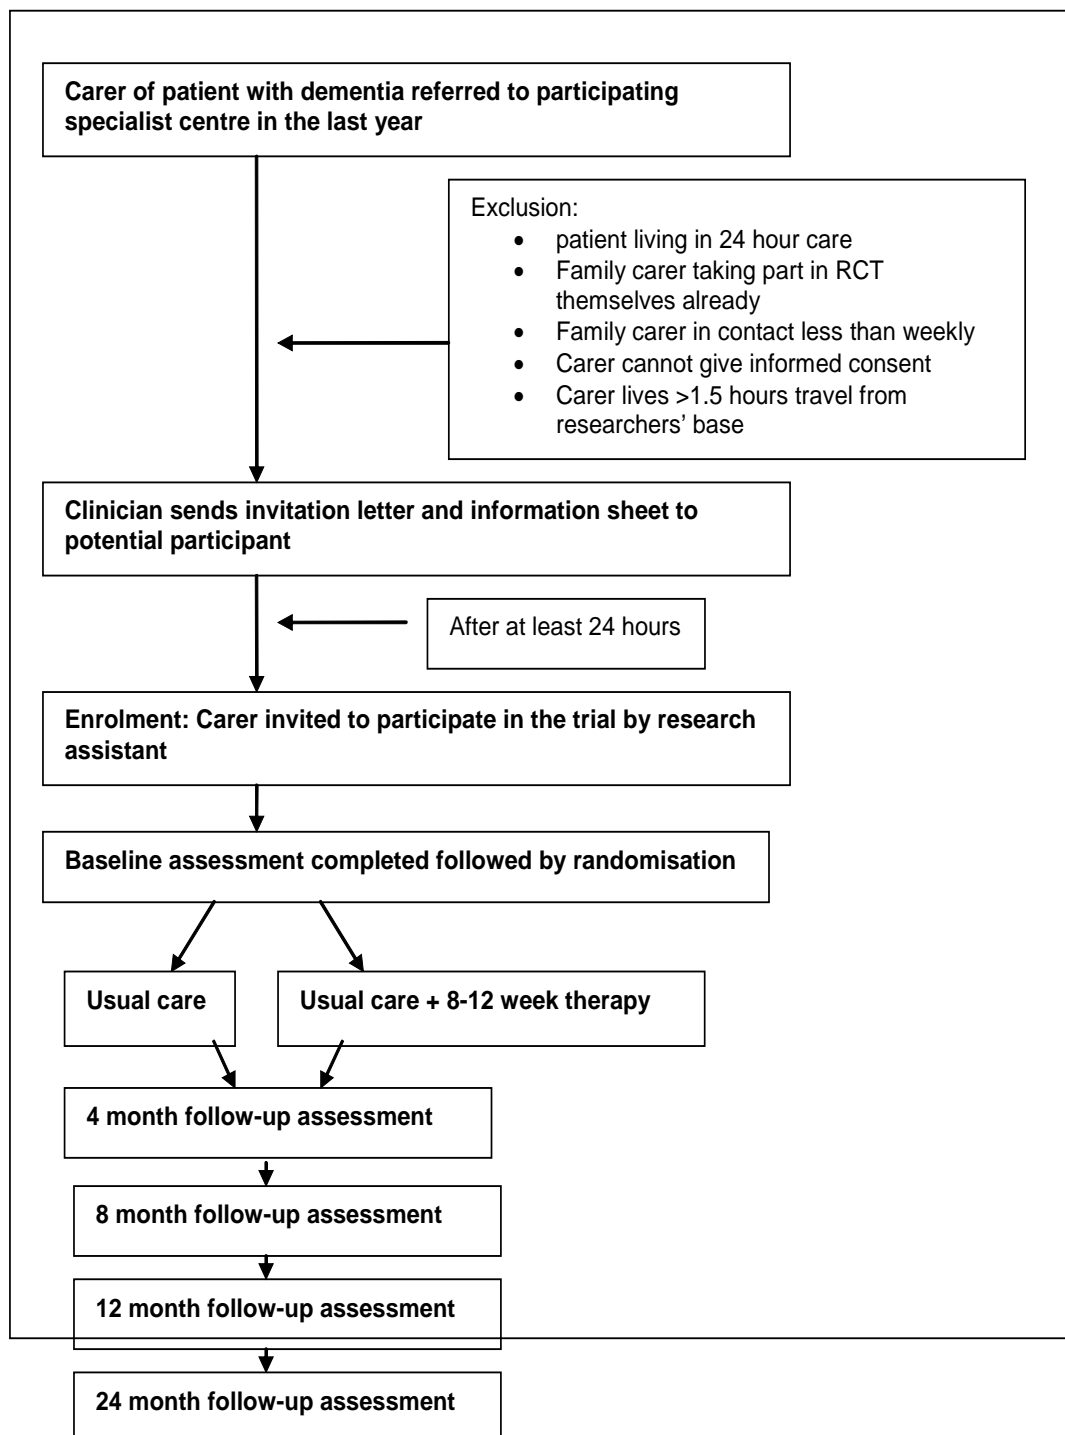 Carer of patient with dementia referred to participating
specialist centre in the last year
Exclusion:
• patient living in 24 hour care
• Family carer taking part in RCT
themselves already
• Family carer in contact less than weekly
• Carer cannot give informed consent
• Carer lives >1.5 hours travel from
researchers’ base
Clinician sends invitation letter and information sheet to
potential participant
After at least 24 hours
Enrolment: Carer invited to participate in the trial by research
assistant
Baseline assessment completed followed by randomisation
Usual care
Usual care + 8-12 week therapy
4 month follow-up assessment
8 month follow-up assessment
12 month follow-up assessment
24 month follow-up assessment